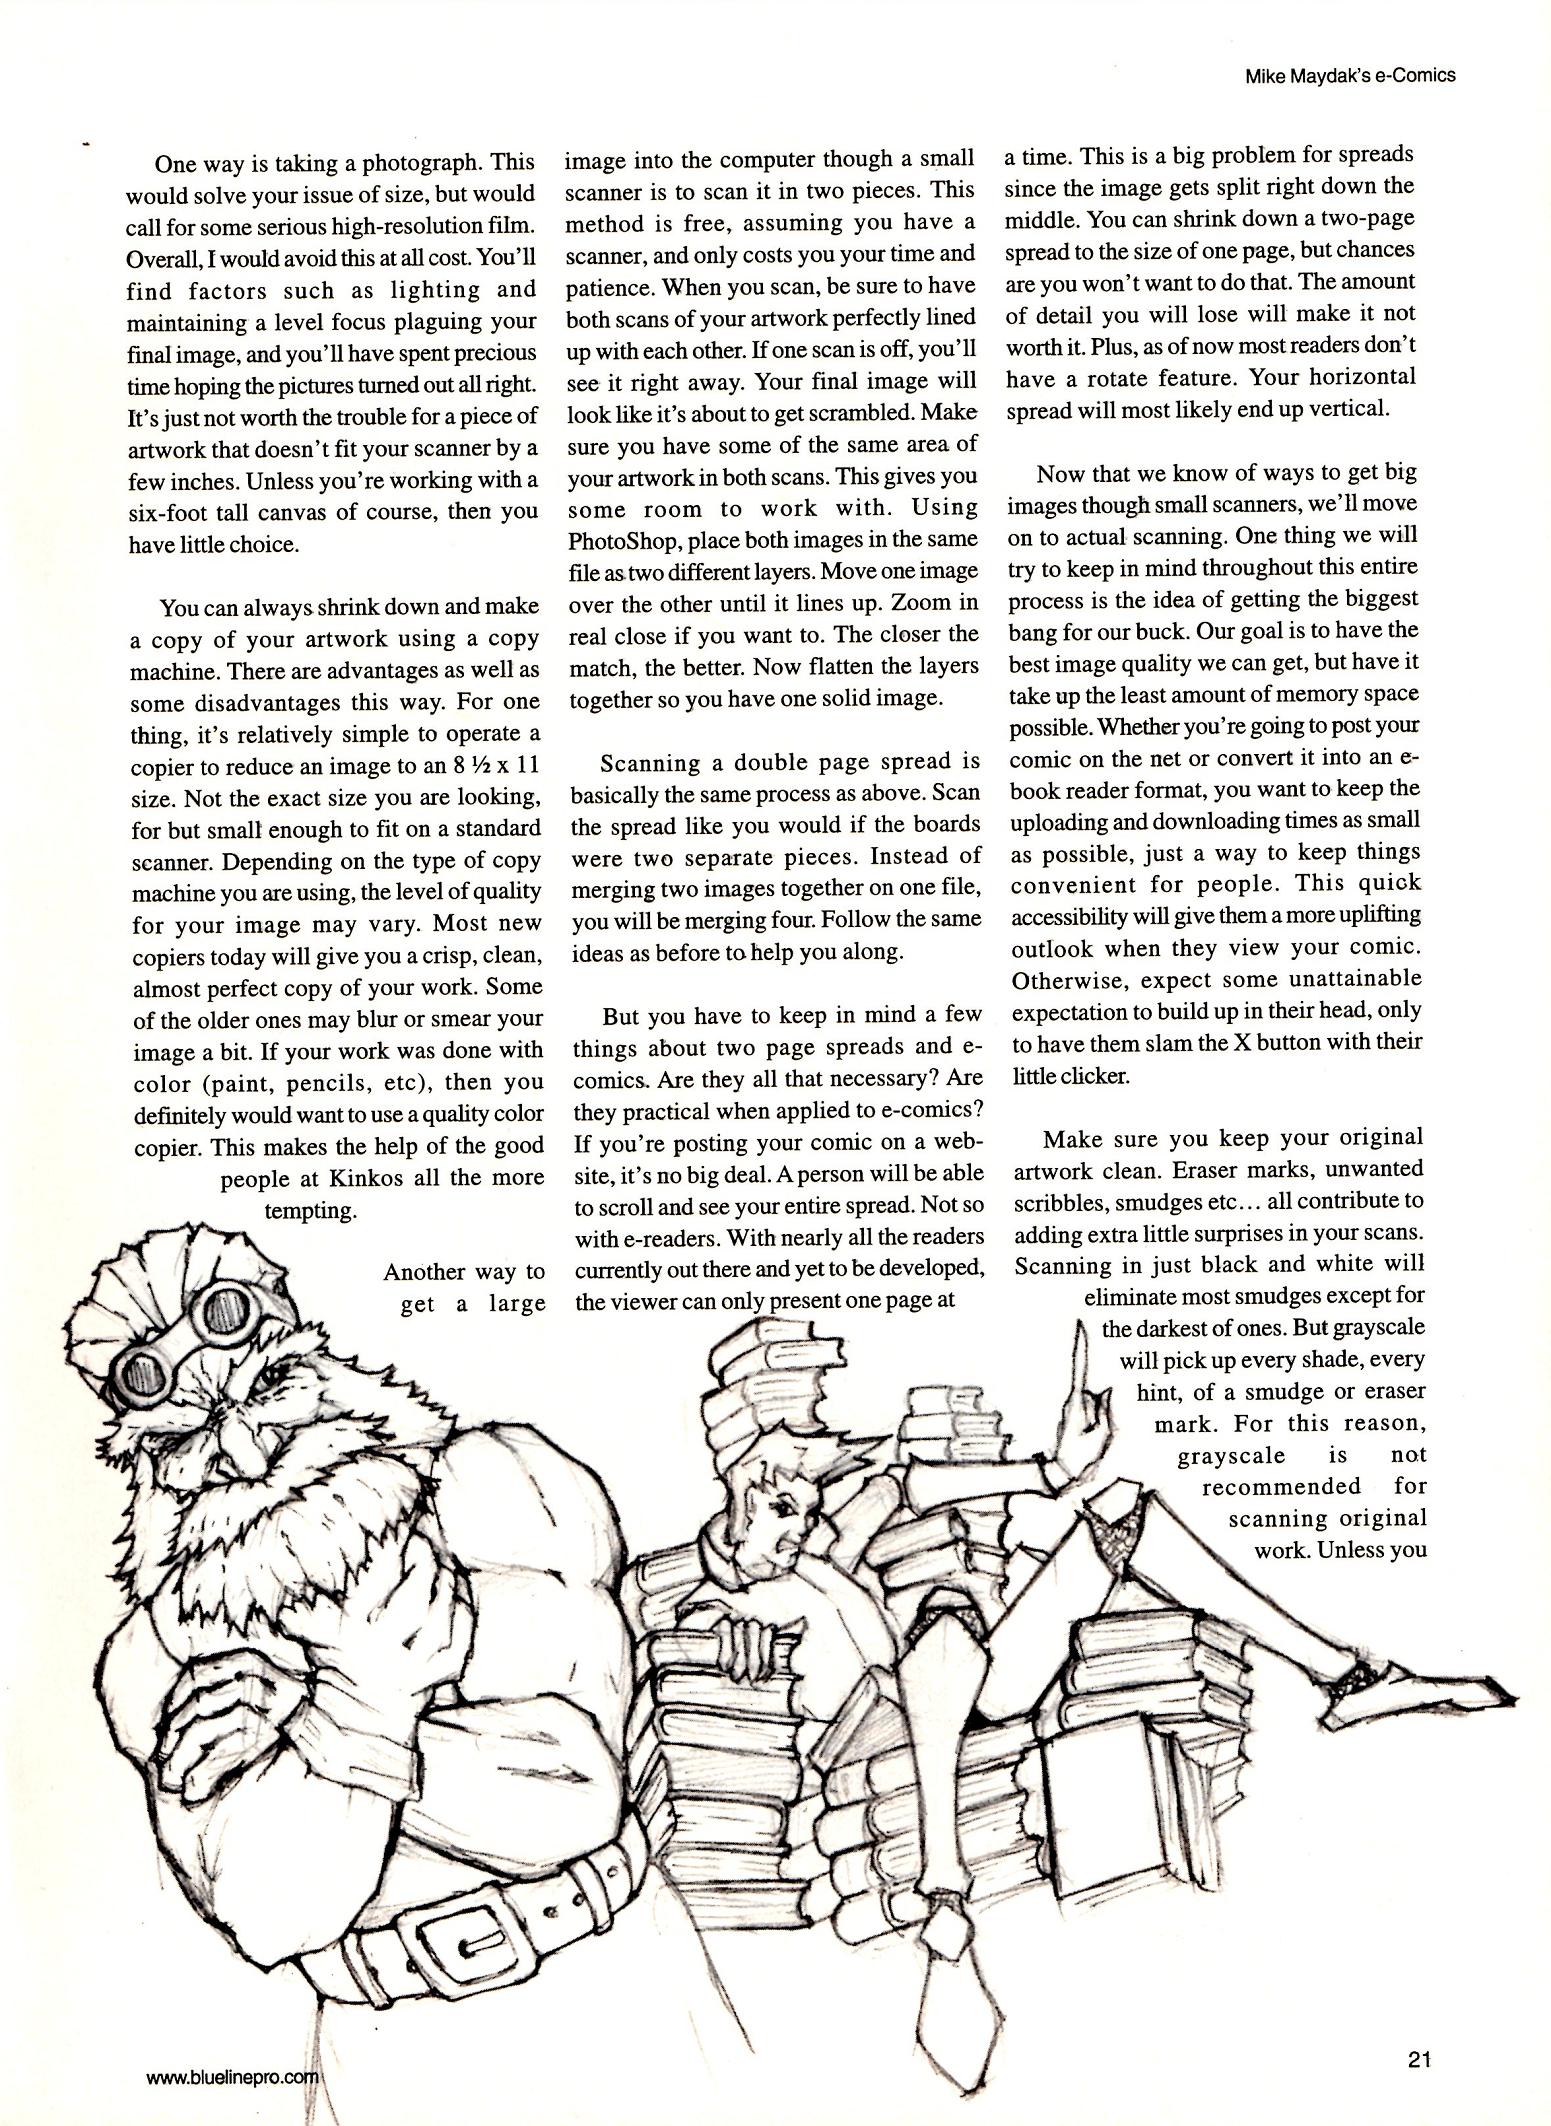 Mike Maydak's e-Comics
One way is taking a photograph. This
would solve your issue of size, but would
call for some serious high-resolution film.
Overall, I would avoid this at all cost. You'll
find factors such as lighting and
maintaining a level focus plaguing your
final image, and you'll have spent precious
time hoping the pictures turned out all right.
It's just not worth the trouble for a piece of
artwork that doesn't fit your scanner by a
few inches. Unless you're working with a
six-foot tall canvas of course, then you
have little choice.
You can always shrink down and make
a copy of your artwork using a copy
machine. There are advantages as well as
some disadvantages this way. For one
thing, it's relatively simple to operate a
copier to reduce an image to an 8 ½ x 11
size. Not the exact size you are looking,
for but small enough to fit on a standard
scanner. Depending on the type of copy
machine you are using, the level of quality
for your image may vary. Most new
copiers today will give you a crisp, clean,
almost perfect copy of your work. Some
of the older ones may blur or smear your
image a bit. If your work was done with
color (paint, pencils, etc), then you
definitely would want to use a quality color
copier. This makes the help of the good
people at Kinkos all the more
tempting.
Another way to
get a large
image into the computer though a small
scanner is to scan it in two pieces. This
method is free, assuming you have a
scanner, and only costs you your time and
patience. When you scan, be sure to have
both scans of your artwork perfectly lined
up with each other. If one scan is off, you'll
see it right away. Your final image will
look like it's about to get scrambled. Make
sure you have some of the same area of
your artwork in both scans. This gives you
some room to work with. Using
PhotoShop, place both images in the same
file as two different layers. Move one image
over the other until it lines up. Zoom in
real close if you want to. The closer the
match, the better. Now flatten the layers
together so you have one solid image.
Scanning a double page spread is
basically the same process as above. Scan
the spread like you would if the boards
were two separate pieces. Instead of
merging two images together on one file,
you will be merging four. Follow the same
ideas as before to help you along.
But you have to keep in mind a few
things about two page spreads and e-
comics. Are they all that necessary? Are
they practical when applied to e-comics?
If you're posting your comic on a web-
site, it's no big deal. A person will be able
to scroll and see your entire spread. Not so
with e-readers. With nearly all the readers
currently out there and yet to be developed,
the viewer can only present one page at
a time. This is a big problem for spreads
since the image gets split right down the
middle. You can shrink down a two-page
spread to the size of one page, but chances
are you won't want to do that. The amount
of detail you will lose will make it not
worth it. Plus, as of now most readers don't
have a rotate feature. Your horizontal
spread will most likely end up vertical.
Now that we know of ways to get big
images though small scanners, we'll move
on to actual scanning. One thing we will
try to keep in mind throughout this entire
process is the idea of getting the biggest
bang for our buck. Our goal is to have the
best image quality we can get, but have it
take up the least amount of memory space
possible. Whether you're going to post your
comic on the net or convert it into an e-
book reader format, you want to keep the
uploading and downloading times as small
as possible, just a way to keep things
convenient for people. This quick
accessibility will give them a more uplifting
outlook when they view your comic.
Otherwise, expect some unattainable
expectation to build up in their head, only
to have them slam the X button with their
little clicker.
Make sure you keep your original
artwork clean. Eraser marks, unwanted
scribbles, smudges etc… all contribute to
adding extra little surprises in your scans.
Scanning in just black and white will
eliminate most smudges except for
the darkest of ones. But grayscale
will pick up every shade, every
hint, of a smudge or eraser
mark. For this reason,
grayscale is not
recommended for
scanning original
work. Unless you
www.bluelinepro.com
21